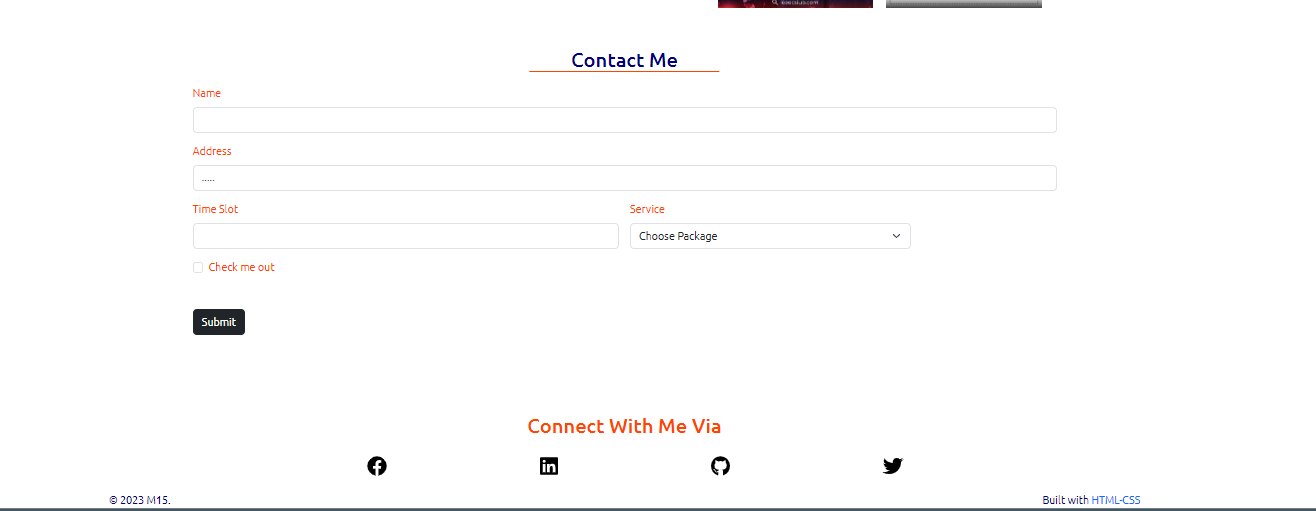 Contact Me
Name
Address
.....
Time Slot
Service
Choose Package
Check me out
Submit
Connect With Me Via
© 2023 M15.
Built with HTML-CSS